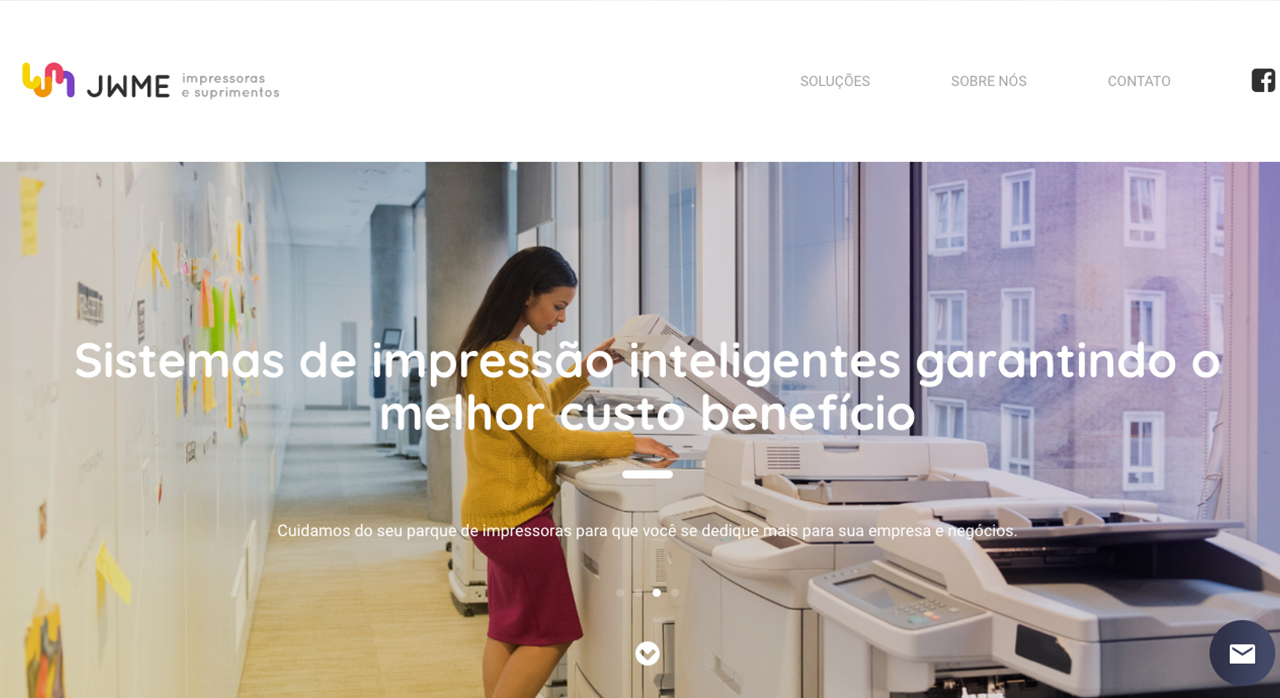 JWME impressoras
e suprimentos
SOLUÇÕES SOBRE NÓS CONTATO
Sistemas de impressão inteligentes garantindo o
melhor custo benefício
Cuidamos do seu parque de impressoras para que você se dedique mais para sua empresa e negócios.